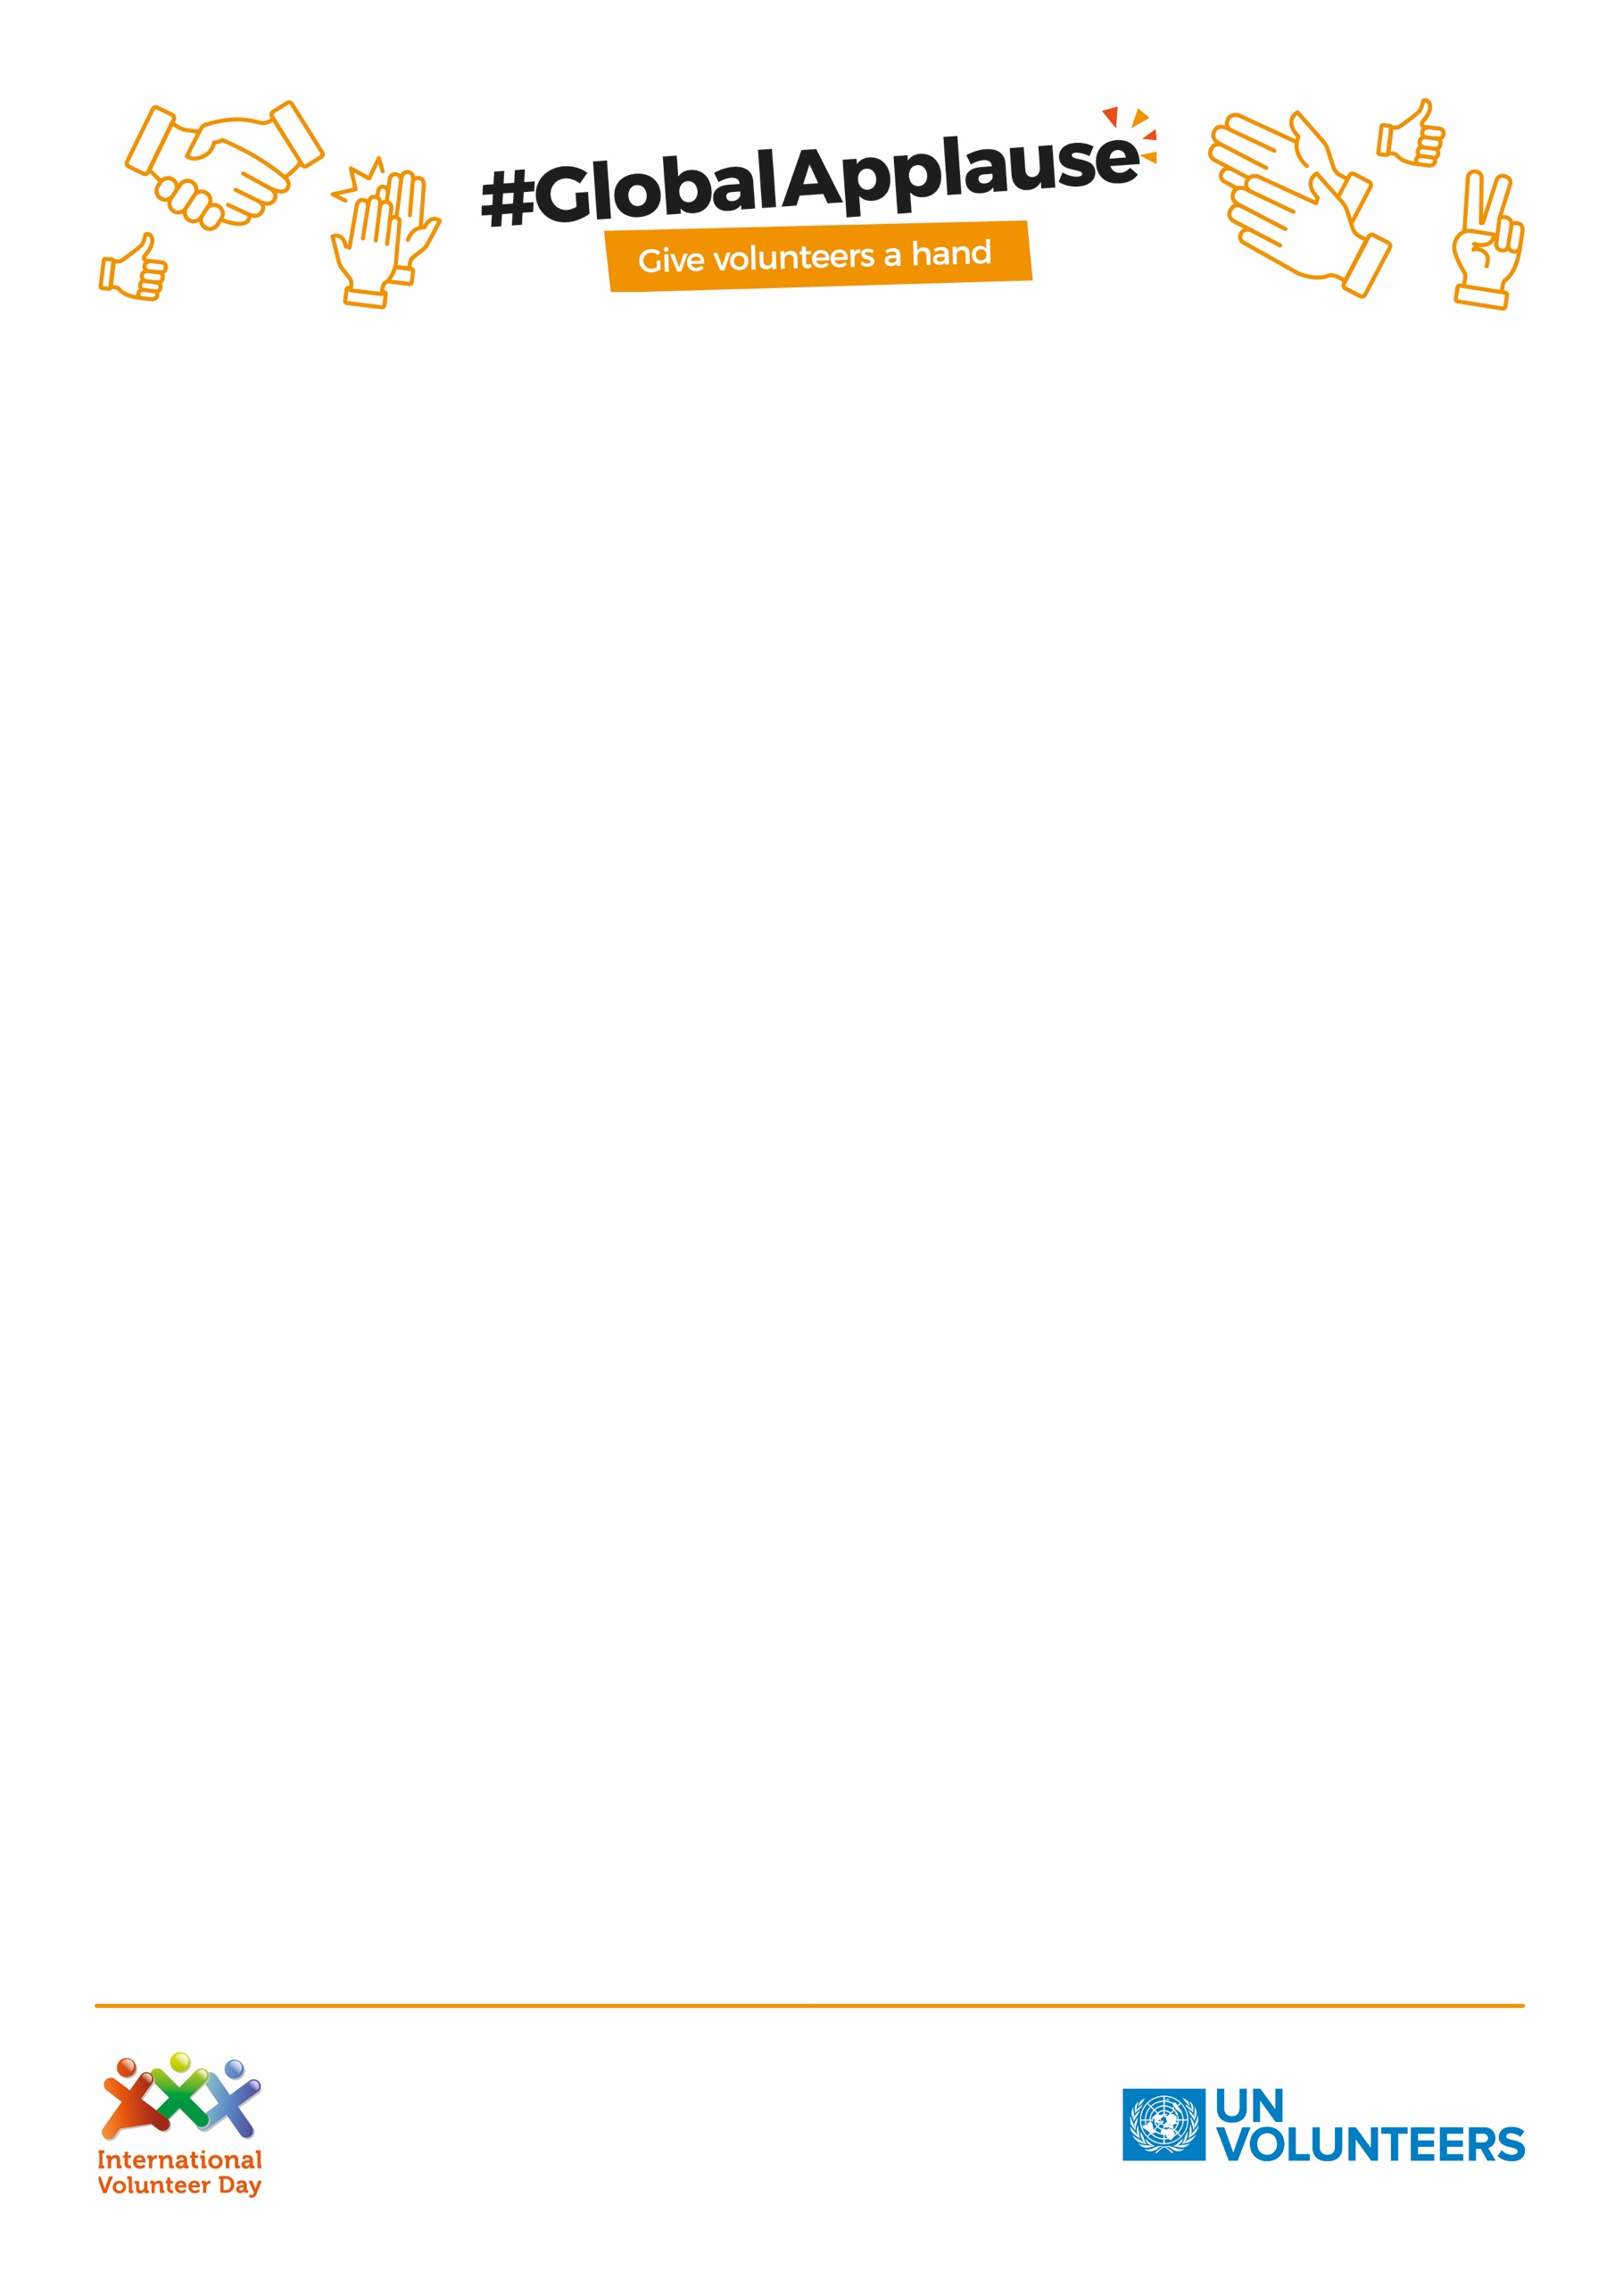 #GlobalApplause
Give volunteers a hand
International
Volunteer Day
UN
VOLUNTEERS